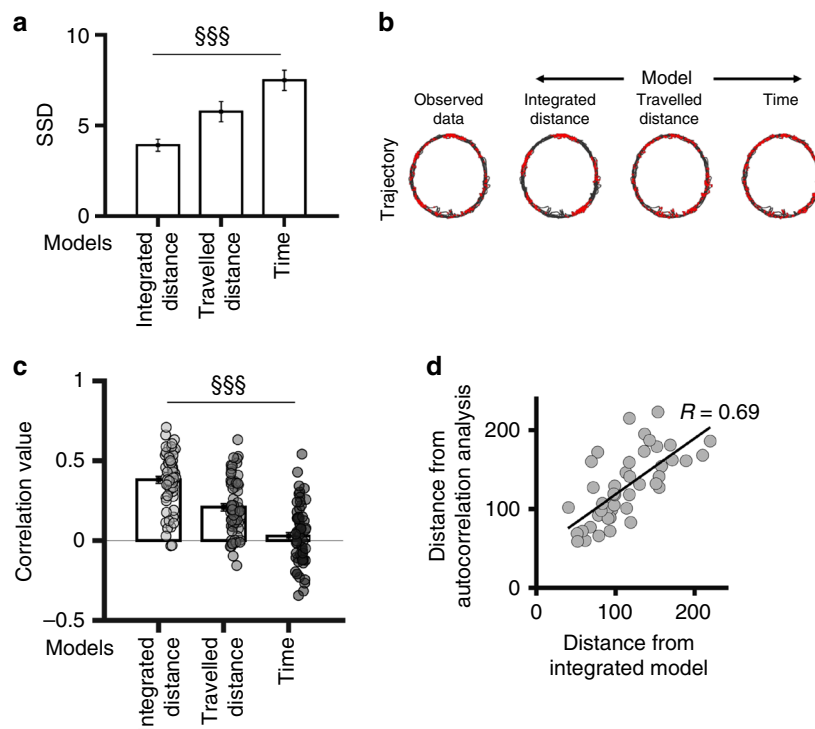 a
10
5
0
SSD
§§§
Models
Integrated
distance
Travelled
distance
Time
b
Model
Observed
data
Integrated
distance
Travelled
distance
Time
Trajectory
c
1
0.5
0
–0.5
Correlation value
§§§
Models
ntegrated
distance
Travelled
distance
Time
d
R = 0.69
200
100
0
Distance from
autocorrelation analysis
0
100
200
Distance from
integrated model